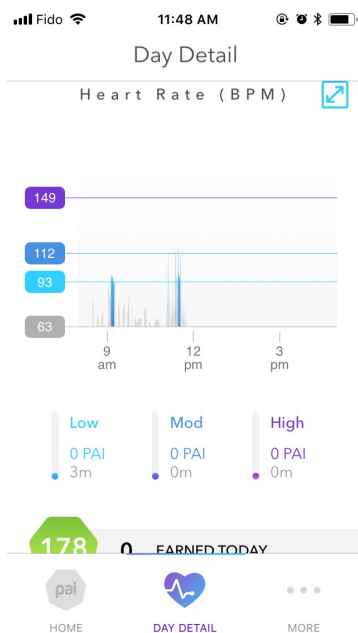 Fido 11:48 AM
Day Detail
Heart Rate (BPM)
149
112
93
63
9 12 3
am pm pm
Low Mod High
0 PAI 0 PAI 0 PAI
3m 0m 0m
178 0 EARNED TODAY
pai
HOME DAY DETAIL MORE